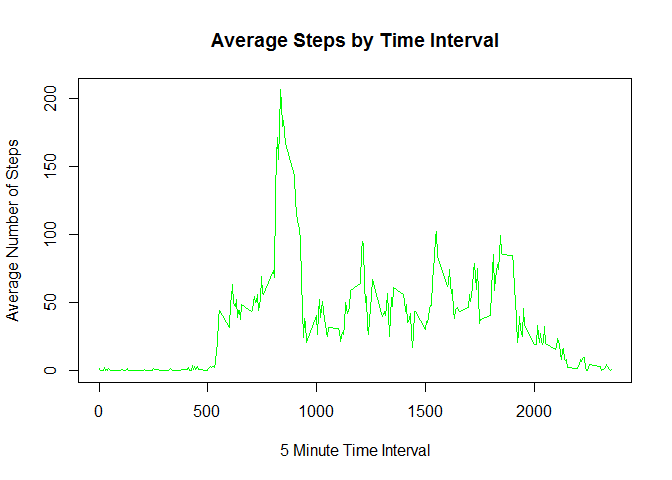 Average Steps by Time Interval
Average Number of Steps
200
150
100
50
0
0 500 1000 1500 2000
5 Minute Time Interval